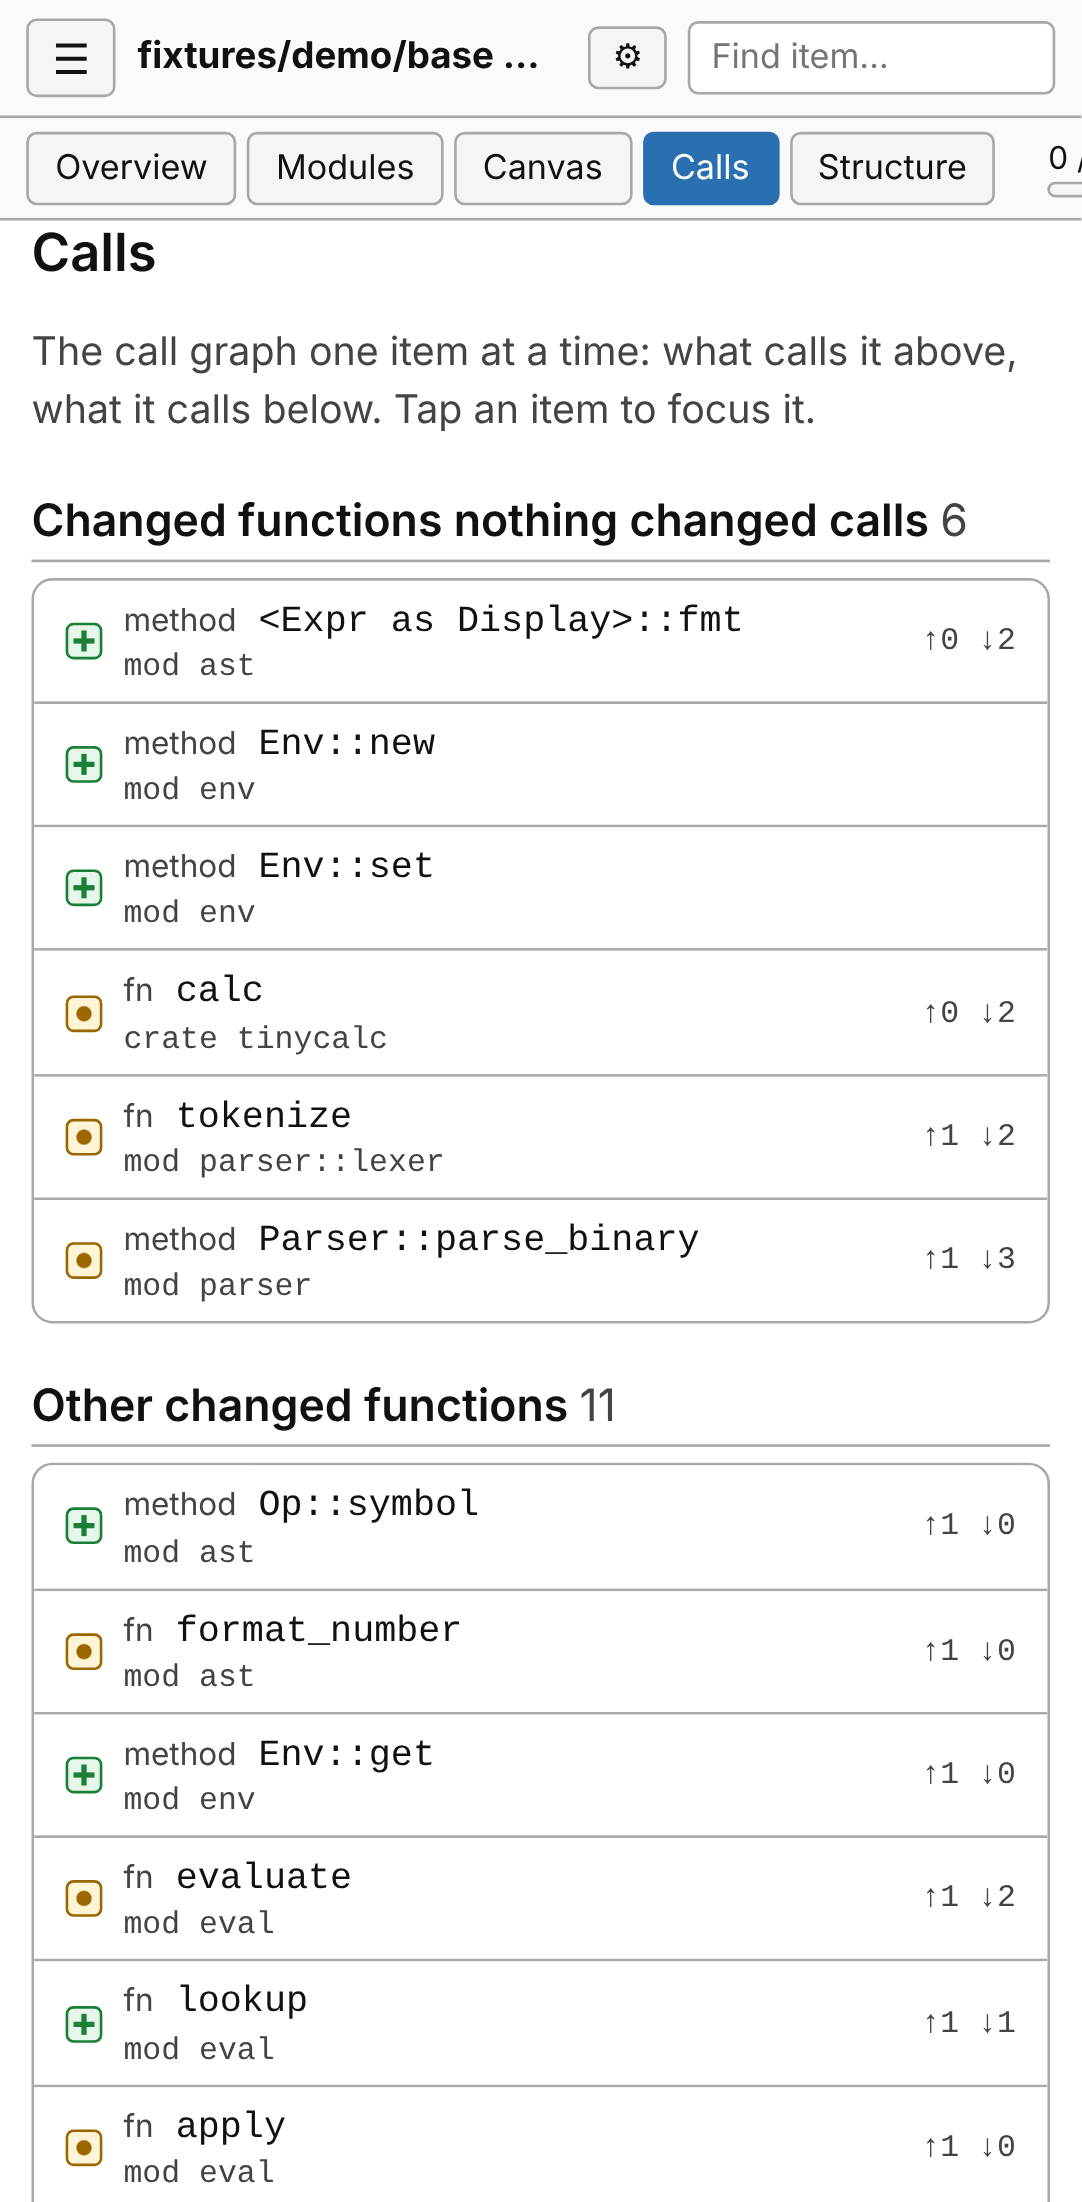 ☰ fixtures/demo/base ... ⚙ Find item...
Overview Modules Canvas Calls Structure 0 /
Calls
The call graph one item at a time: what calls it above,
what it calls below. Tap an item to focus it.
Changed functions nothing changed calls 6
method <Expr as Display>::fmt ↑0 ↓2
mod ast
method Env::new
mod env
method Env::set
mod env
fn calc ↑0 ↓2
crate tinycalc
fn tokenize ↑1 ↓2
mod parser::lexer
method Parser::parse_binary ↑1 ↓3
mod parser
Other changed functions 11
method Op::symbol ↑1 ↓0
mod ast
fn format_number ↑1 ↓0
mod ast
method Env::get ↑1 ↓0
mod env
fn evaluate ↑1 ↓2
mod eval
fn lookup ↑1 ↓1
mod eval
fn apply ↑1 ↓0
mod eval